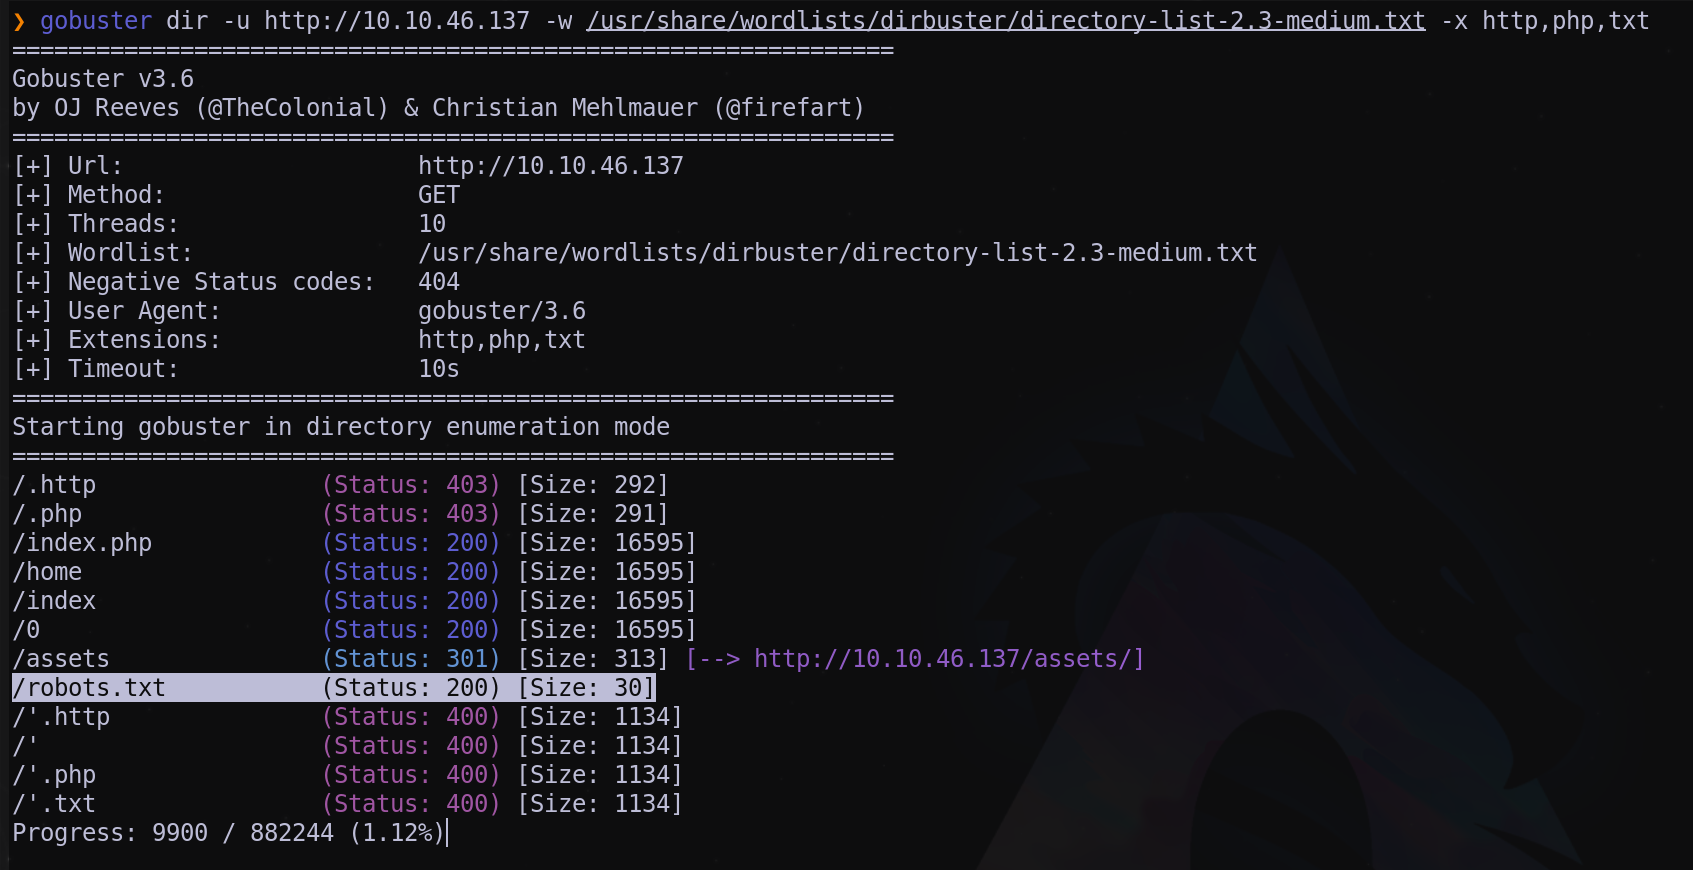 ❯ gobuster dir -u http://10.10.46.137 -w /usr/share/wordlists/dirbuster/directory-list-2.3-medium.txt -x http,php,txt
===============================================================
Gobuster v3.6
by OJ Reeves (@TheColonial) & Christian Mehlmauer (@firefart)
===============================================================
[+] Url:                     http://10.10.46.137
[+] Method:                  GET
[+] Threads:                 10
[+] Wordlist:                /usr/share/wordlists/dirbuster/directory-list-2.3-medium.txt
[+] Negative Status codes:   404
[+] User Agent:              gobuster/3.6
[+] Extensions:              http,php,txt
[+] Timeout:                 10s
===============================================================
Starting gobuster in directory enumeration mode
===============================================================
/.http                (Status: 403) [Size: 292]
/.php                 (Status: 403) [Size: 291]
/index.php            (Status: 200) [Size: 16595]
/home                 (Status: 200) [Size: 16595]
/index                (Status: 200) [Size: 16595]
/0                    (Status: 200) [Size: 16595]
/assets               (Status: 301) [Size: 313] [--> http://10.10.46.137/assets/]
/robots.txt           (Status: 200) [Size: 30]
/'.http               (Status: 400) [Size: 1134]
/'                    (Status: 400) [Size: 1134]
/'.php                (Status: 400) [Size: 1134]
/'.txt                (Status: 400) [Size: 1134]
Progress: 9900 / 882244 (1.12%)